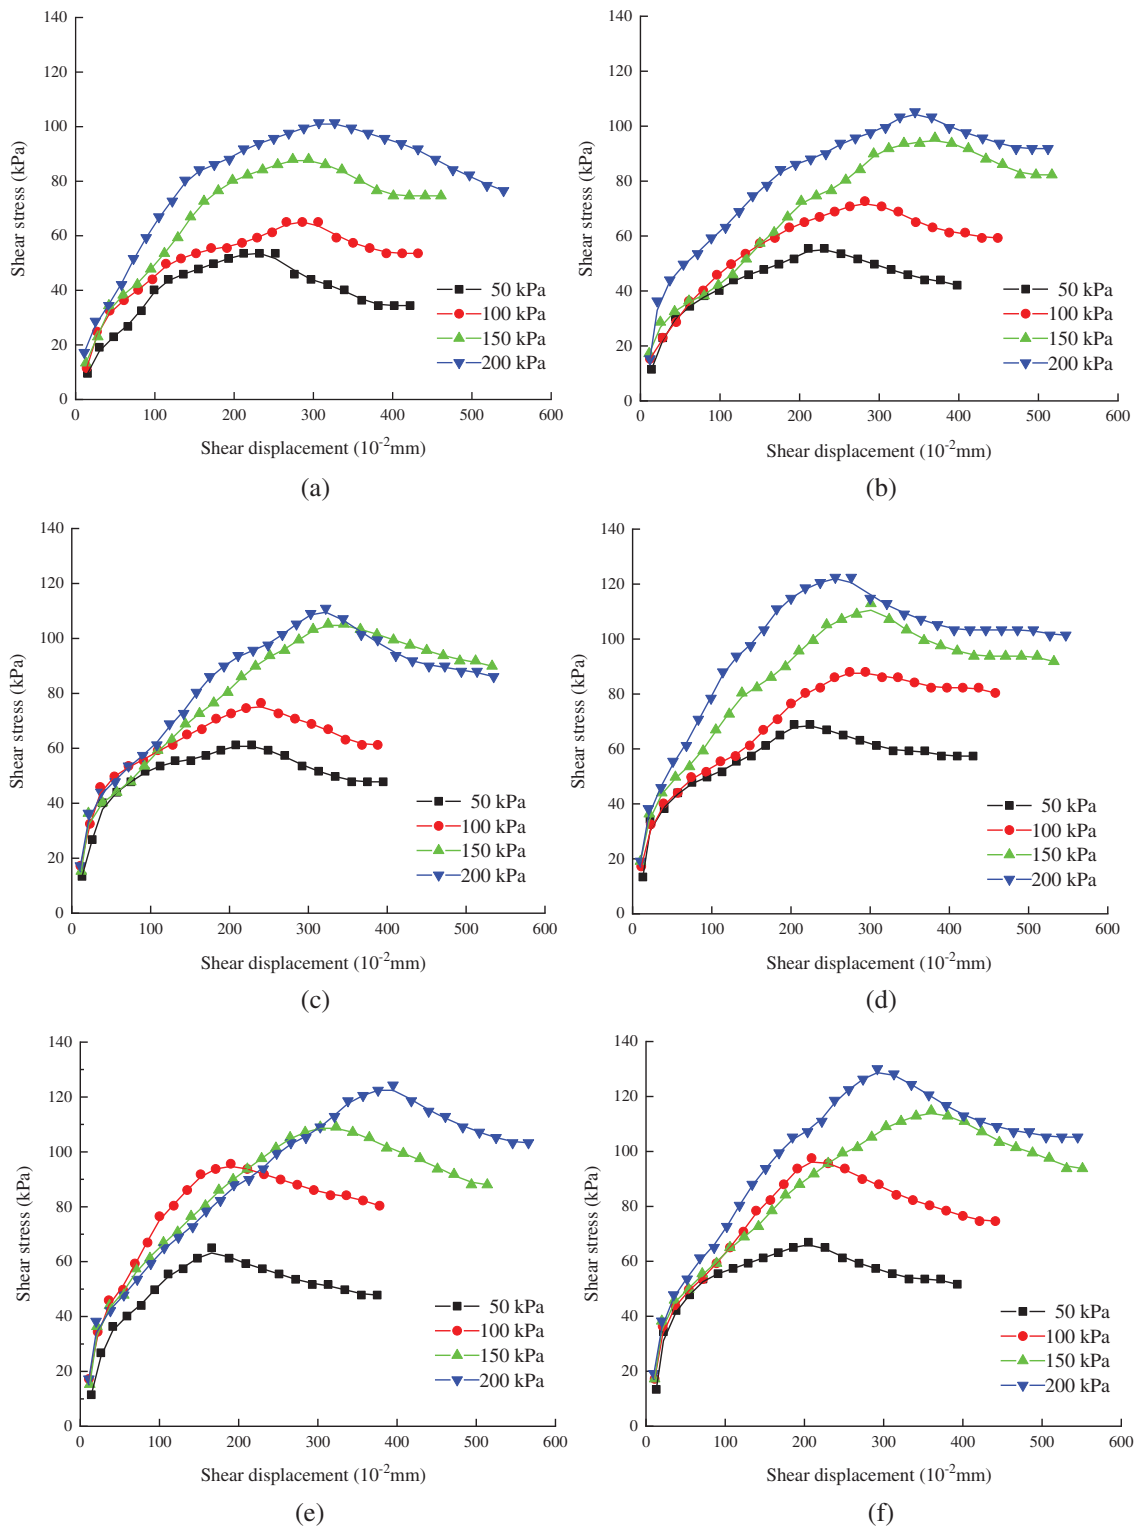 140
120
100
80
60
40
20
0
Shear stress (kPa)
50 kPa
100 kPa
150 kPa
200 kPa
0 100 200 300 400 500 600
Shear displacement (10⁻²mm)
(a)
140
120
100
80
60
40
20
0
Shear stress (kPa)
50 kPa
100 kPa
150 kPa
200 kPa
0 100 200 300 400 500 600
Shear displacement (10⁻²mm)
(b)
140
120
100
80
60
40
20
0
Shear stress (kPa)
50 kPa
100 kPa
150 kPa
200 kPa
0 100 200 300 400 500 600
Shear displacement (10⁻²mm)
(c)
140
120
100
80
60
40
20
0
Shear stress (kPa)
50 kPa
100 kPa
150 kPa
200 kPa
0 100 200 300 400 500 600
Shear displacement (10⁻²mm)
(d)
140
120
100
80
60
40
20
0
Shear stress (kPa)
50 kPa
100 kPa
150 kPa
200 kPa
0 100 200 300 400 500 600
Shear displacement (10⁻²mm)
(e)
140
120
100
80
60
40
20
0
Shear stress (kPa)
50 kPa
100 kPa
150 kPa
200 kPa
0 100 200 300 400 500 600
Shear displacement (10⁻²mm)
(f)